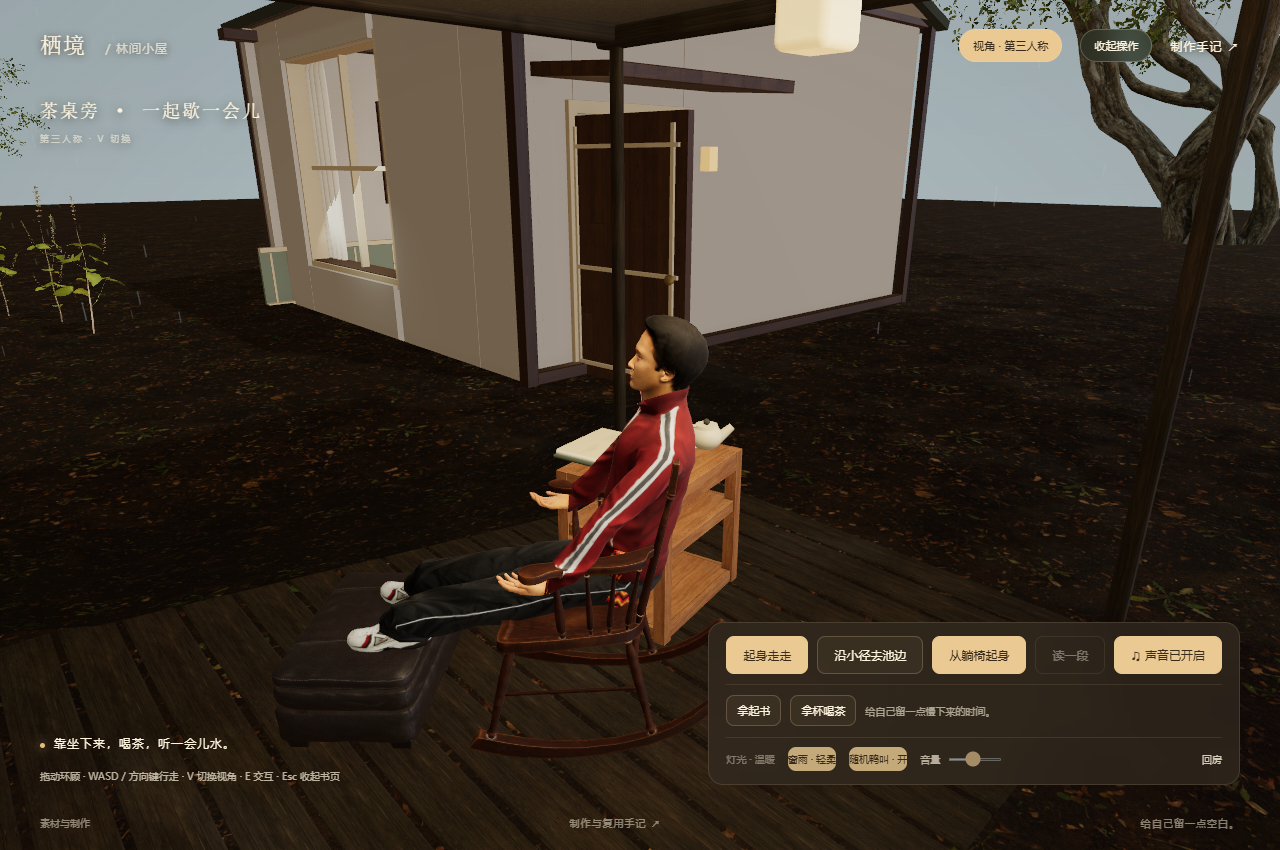 栖境 / 林间小屋
视角 · 第三人称
收起操作
制作手记 ↗
茶桌旁 • 一起歇一会儿
第三人称 · V 切换
起身走走
沿小径去池边
从躺椅起身
读一段
♫ 声音已开启
拿起书
拿杯喝茶
给自己留一点慢下来的时间。
灯光 · 温暖
窗雨 · 轻柔
随机鸭叫 · 开
音量
回房
靠坐下来，喝茶，听一会儿水。
拖动环顾 · WASD / 方向键行走 · V 切换视角 · E 交互 · Esc 收起书页
素材与制作
制作与复用手记 ↗
给自己留一点空白。